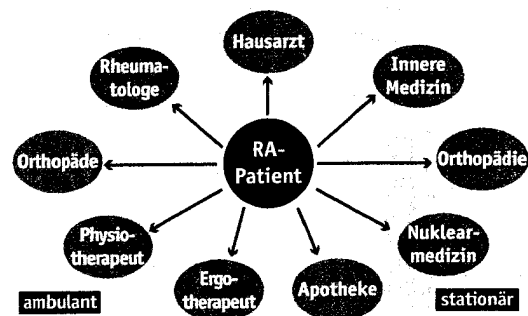 Hausarzt
Rheuma-
tologe
Innere
Medizin
RA-
Patient
Orthopäde
Orthopädie
Physio-
therapeut
Nuklear-
medizin
Ergo-
therapeut
Apotheke
ambulant
stationär